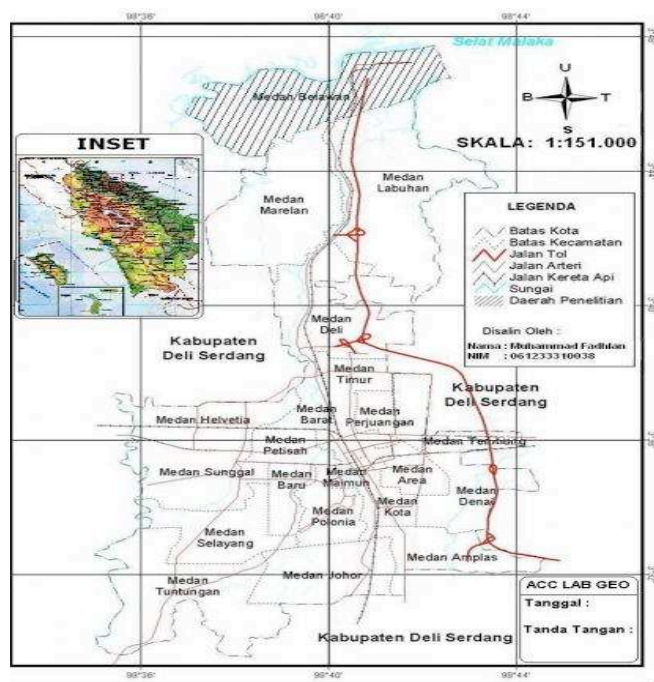 98°36'
98°40'
98°44'
Selat Malaka
U
B
T
S
SKALA: 1:151.000
Medan Belawan
INSET
Medan
Labuhan
Medan
Marelan
LEGENDA
Batas Kota
Batas Kecamatan
Jalan Tol
Jalan Arteri
Jalan Kereta Api
Sungai
Daerah Penelitian
Disalin Oleh :
Nama : Muhammad Fadhlan
NIM : 061233310038
Medan
Deli
Kabupaten
Deli Serdang
Medan
Timur
Kabupaten
Deli Serdang
Medan Helvetia
Medan
Barat
Medan
Perjuangan
Medan
Petisah
Medan Tembung
Medan Sunggal
Medan
Baru
Medan
Maimun
Medan
Area
Medan
Denai
Medan
Polonia
Medan
Kota
Medan
Selayang
Medan Amplas
Medan
Tuntungan
Medan Johor
Kabupaten Deli Serdang
ACC LAB GEO
Tanggal :
Tanda Tangan :
98°36'
98°40'
98°44'